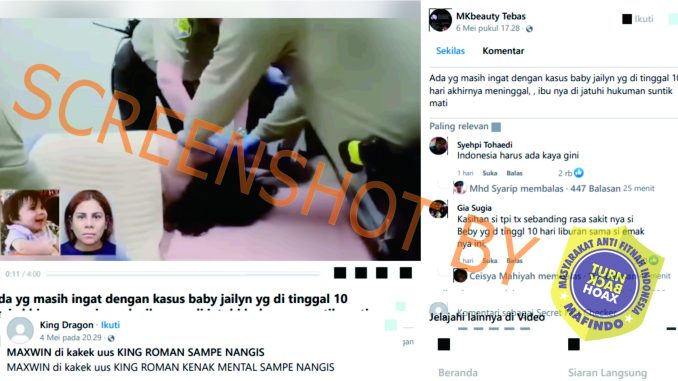 SCREENSHOT BY
0:11 / 4:00
Ada yg masih ingat dengan kasus baby jailyn yg di tinggal 10
King Dragon · Ikuti
4 Mei pada 20.29
MAXWIN di kakek uus KING ROMAN SAMPE NANGIS
MAXWIN di kakek uus KING ROMAN KENAK MENTAL SAMPE NANGIS
MKbeauty Tebas
6 Mei pukul 17.28
Ikuti
Sekilas
Komentar
Ada yg masih ingat dengan kasus baby jailyn yg di tinggal 10
hari akhirnya meninggal, , ibu nya di jatuhi hukuman suntik
mati
Paling relevan
Syehpi Tohaedi
Indonesia harus ada kaya gini
1 hari Suka Balas 2 rb
Mhd Syarip membalas · 447 Balasan 25 menit
Gia Sugia
Kashan si tpi tx sebanding rasa sakit nya si
Beby yg d tinggl 10 hari liburan sama si emak
nya ini,
hari Suka Balas
Ceisya Mahiyah membalas
menit
Komentari sebagai Secret
Jelajahi lainnya di Video
Beranda
Siaran Langsung
MASYARAKAT ANTI FITNAH INDONESIA
TURN
BACK
HOAX
MAFINDO